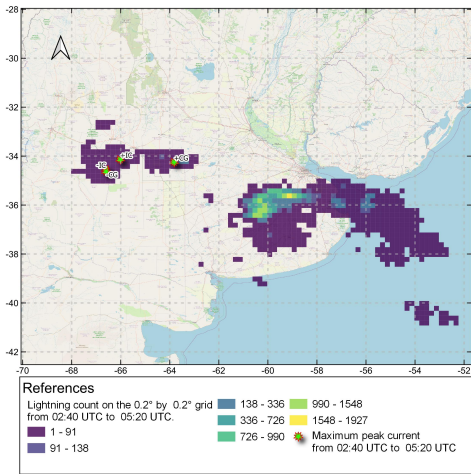 -28
-30
-32
-34
-36
-38
-40
-42
+IC
-IC
CG
+CG
-70
-68
-66
-64
-62
-60
-58
-56
-54
-52
References
Lightning count on the 0.2° by 0.2° grid
from 02:40 UTC to 05:20 UTC.
1 - 91
91 - 138
138 - 336
336 - 726
726 - 990
990 - 1548
1548 - 1927
Maximum peak current
from 02:40 UTC to 05:20 UTC